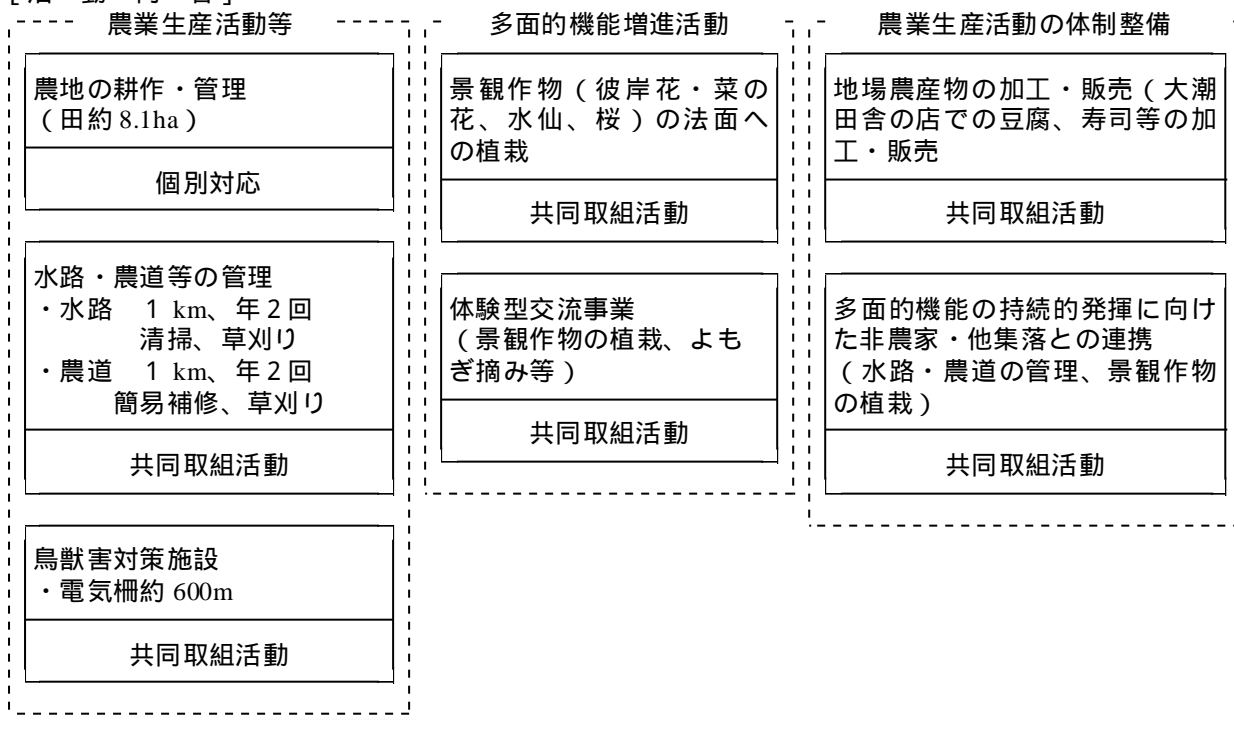 農業生産活動等
農地の耕作・管理
（田約 8.1ha）
個別対応
水路・農道等の管理
・水路　１ km、年２回
清掃、草刈り
・農道　１ km、年２回
簡易補修、草刈り
共同取組活動
鳥獣害対策施設
・電気柵約 600m
共同取組活動
多面的機能増進活動
景観作物（彼岸花・菜の
花、水仙、桜）の法面へ
の植栽
共同取組活動
体験型交流事業
（景観作物の植栽、よも
ぎ摘み等）
共同取組活動
農業生産活動の体制整備
地場農産物の加工・販売（大潮
田舎の店での豆腐、寿司等の加
工・販売
共同取組活動
多面的機能の持続的発揮に向け
た非農家・他集落との連携
（水路・農道の管理、景観作物
の植栽）
共同取組活動